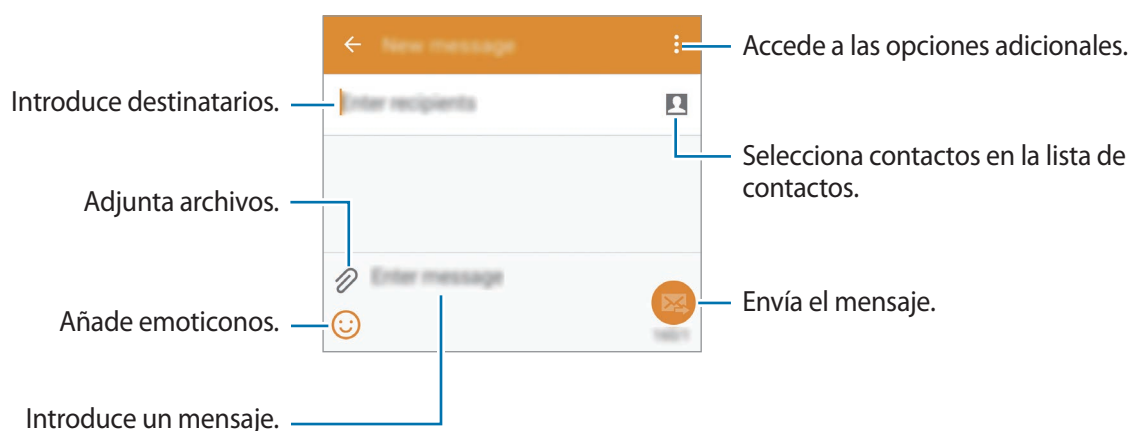 New message
Accede a las opciones adicionales.
Introduce destinatarios.
Enter recipients
Selecciona contactos en la lista de
contactos.
Adjunta archivos.
Enter message
Envía el mensaje.
Añade emoticonos.
Introduce un mensaje.